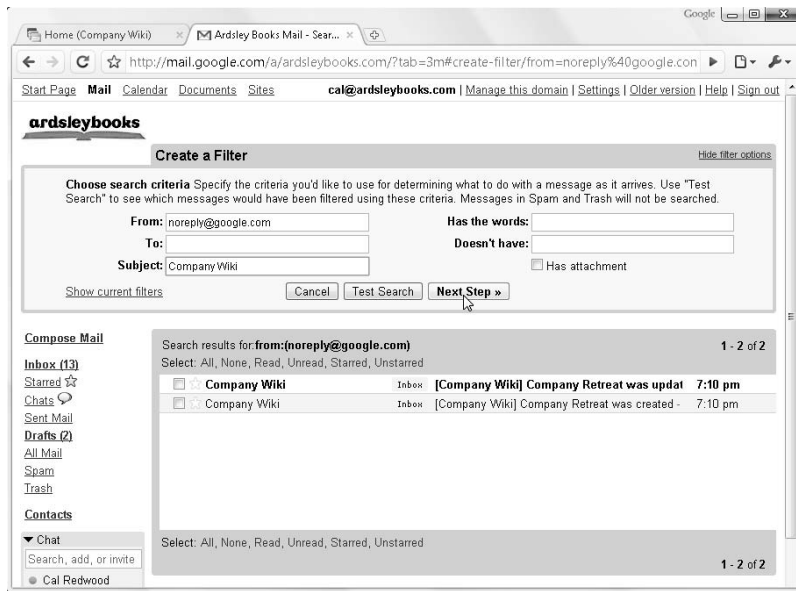 Google
Home (Company Wiki)
Ardsley Books Mail - Sear...
http://mail.google.com/a/ardsleybooks.com/?tab=3m#create-filter/from=noreply%40google.con
Start Page Mail Calendar Documents Sites cal@ardsleybooks.com | Manage this domain | Settings | Older version | Help | Sign out
ardsleybooks
Create a Filter Hide filter options
Choose search criteria Specify the criteria you'd like to use for determining what to do with a message as it arrives. Use "Test
Search" to see which messages would have been filtered using these criteria. Messages in Spam and Trash will not be searched.
From: noreply@google.com Has the words:
To: Doesn't have:
Subject: Company Wiki Has attachment
Show current filters Cancel Test Search Next Step »
Compose Mail
Inbox (13)
Starred
Chats
Sent Mail
Drafts (2)
All Mail
Spam
Trash
Contacts
Chat
Search, add, or invite
Cal Redwood
Search results for:from:(noreply@google.com) 1 - 2 of 2
Select: All, None, Read, Unread, Starred, Unstarred
Company Wiki Inbox [Company Wiki] Company Retreat was updat 7:10 pm
Company Wiki Inbox [Company Wiki] Company Retreat was created - 7:10 pm
Select: All, None, Read, Unread, Starred, Unstarred
1 - 2 of 2